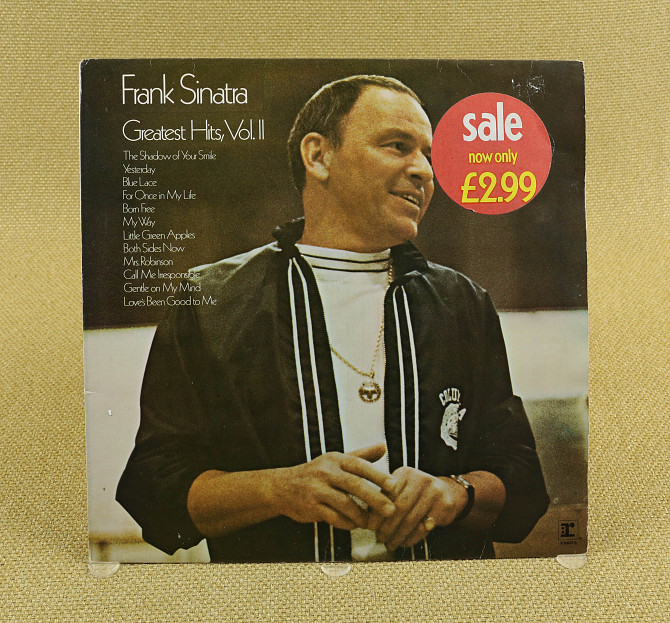 Frank Sinatra
Greatest Hits, Vol. II
The Shadow of Your Smile
Yesterday
Blue Lace
For Once in My Life
Born Free
My Way
Little Green Apples
Both Sides Now
Mrs. Robinson
Call Me Irresponsible
Gentle on My Mind
Love's Been Good to Me
sale
now only
£2.99
r